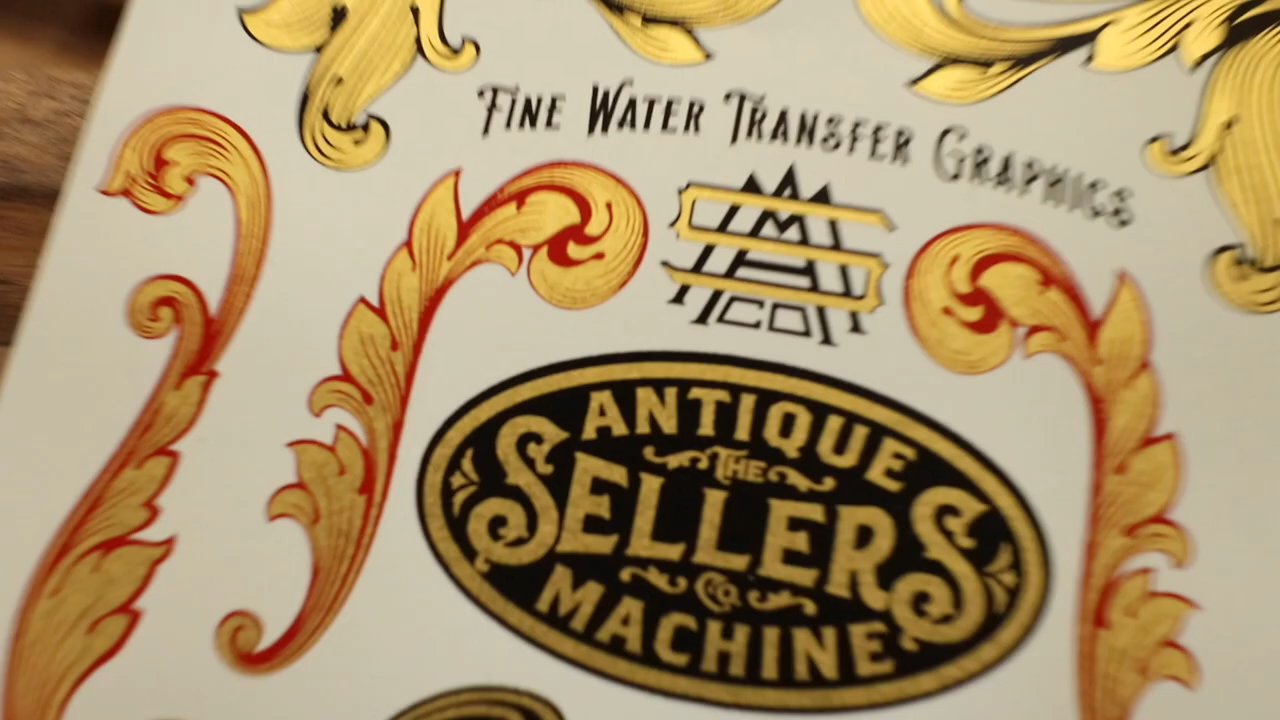 Fine Water Transfer Graphics
ANTIQUE
THE
SELLERS
Co.
MACHINE